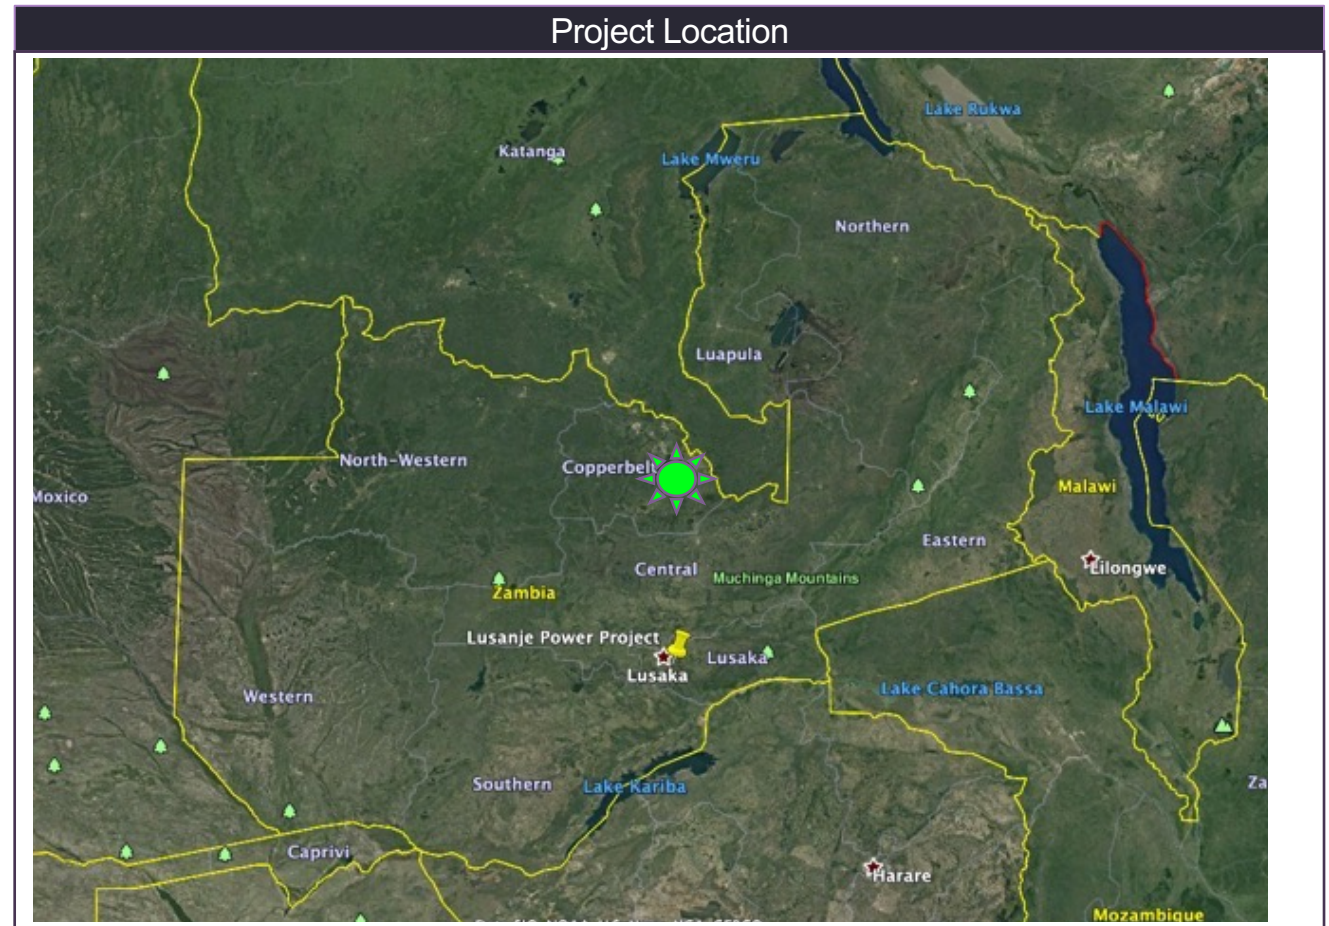 Project Location
Lake Rukwa
Katanga
Lake Mweru
Northern
Luapula
Lake Malawi
North-Western
Copperbelt
Moxico
Malawi
Eastern
Central
Muchinga Mountains
Lilongwe
Zambia
Lusanje Power Project
Lusaka
Lusaka
Western
Lake Cahora Bassa
Southern
Lake Kariba
Za
Caprivi
Harare
Mozambique